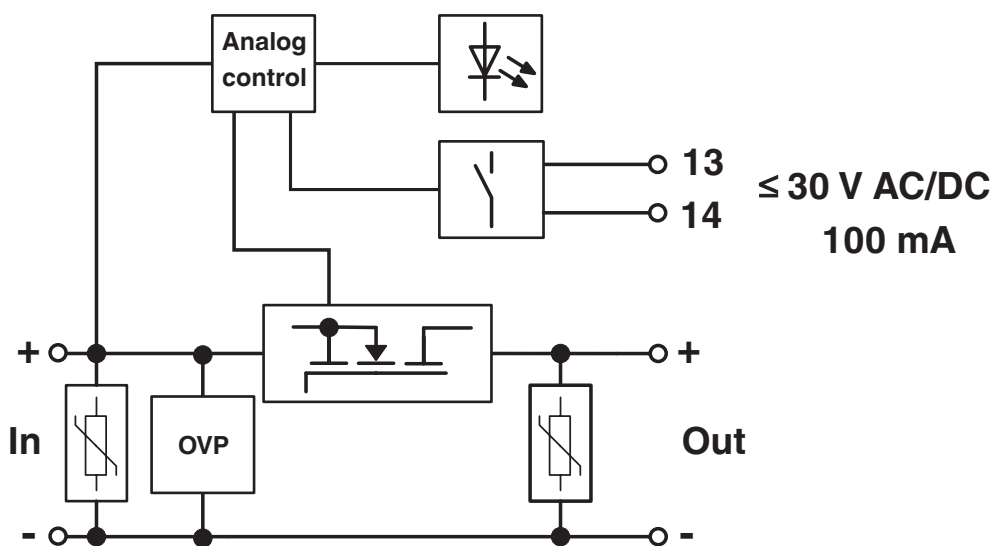 Analog
control
13
14
≤ 30 V AC/DC
100 mA
+
+
In
OVP
Out
-
-